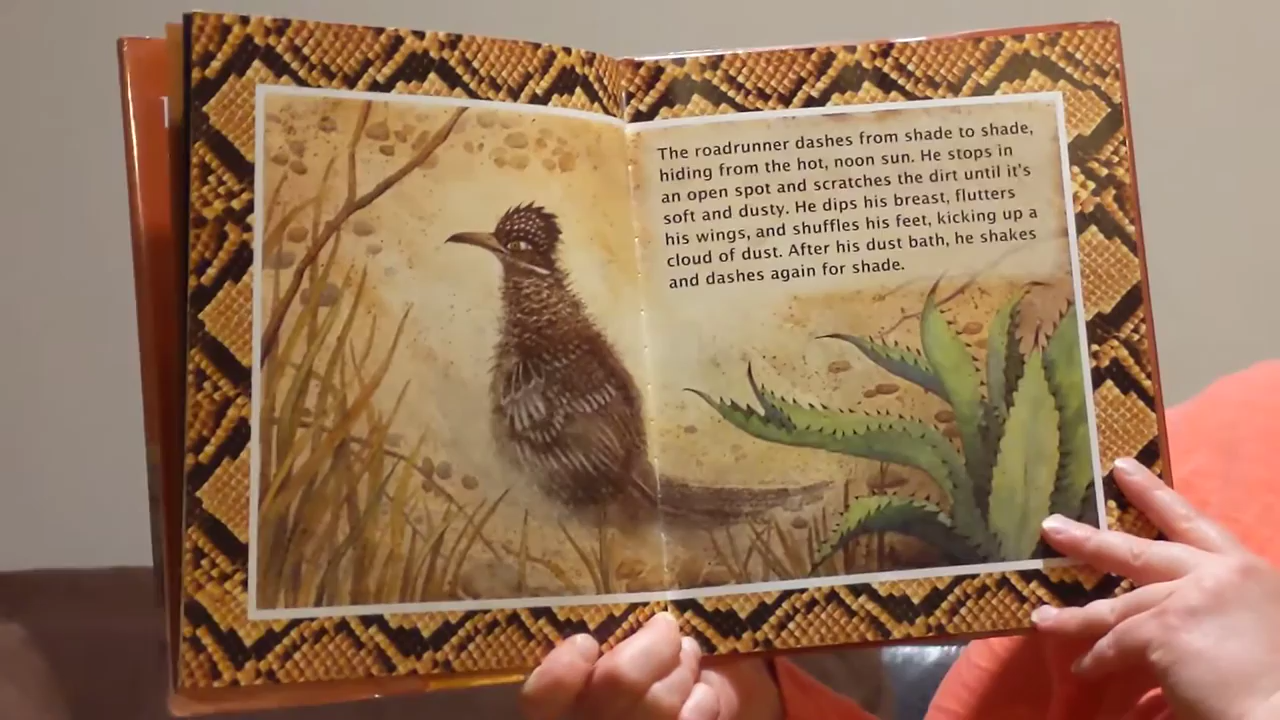 The roadrunner dashes from shade to shade,
hiding from the hot, noon sun. He stops in
an open spot and scratches the dirt until it's
soft and dusty. He dips his breast, flutters
his wings, and shuffles his feet, kicking up a
cloud of dust. After his dust bath, he shakes
and dashes again for shade.